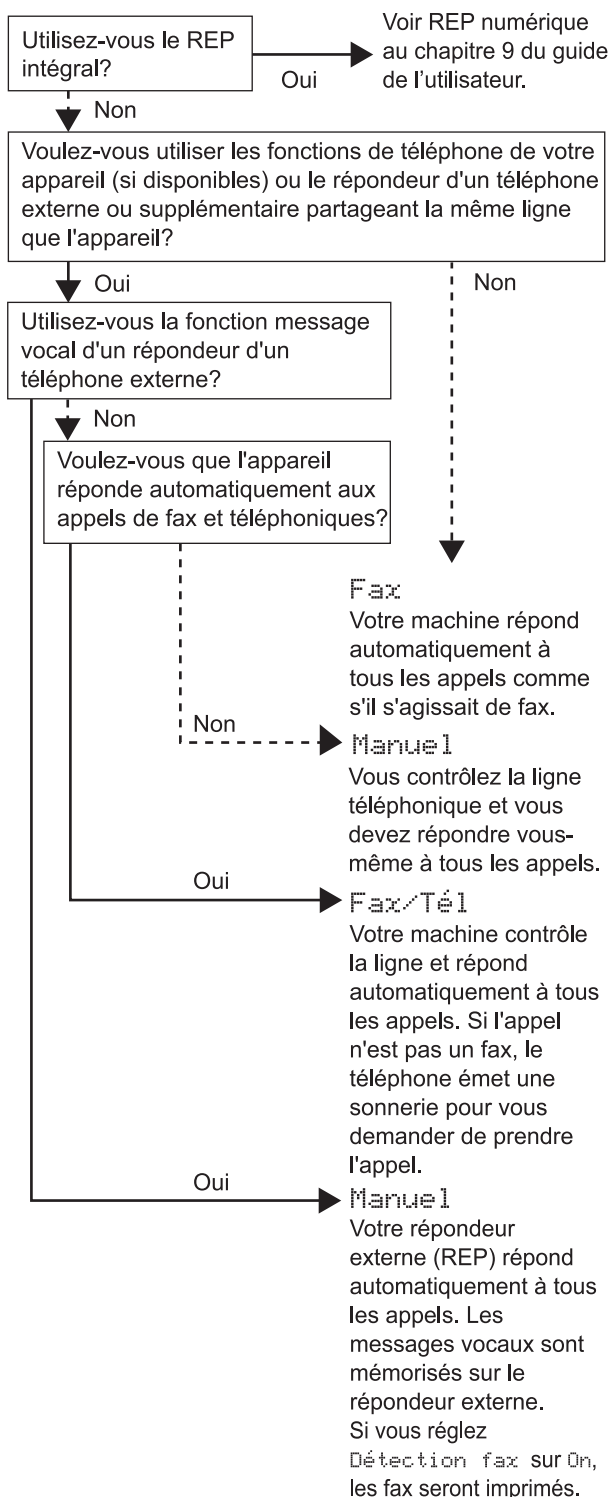 Utilisez-vous le REP
intégral?
Oui
Voir REP numérique
au chapitre 9 du guide
de l'utilisateur.
Non
Voulez-vous utiliser les fonctions de téléphone de votre
appareil (si disponibles) ou le répondeur d'un téléphone
externe ou supplémentaire partageant la même ligne
que l'appareil?
Oui
Non
Utilisez-vous la fonction message
vocal d'un répondeur d'un
téléphone externe?
Non
Voulez-vous que l'appareil
réponde automatiquement aux
appels de fax et téléphoniques?
Fax
Votre machine répond
automatiquement à
tous les appels comme
s'il s'agissait de fax.
Non
Manuel
Vous contrôlez la ligne
téléphonique et vous
devez répondre vous-
même à tous les appels.
Oui
Fax/Tél
Votre machine contrôle
la ligne et répond
automatiquement à tous
les appels. Si l'appel
n'est pas un fax, le
téléphone émet une
sonnerie pour vous
demander de prendre
l'appel.
Oui
Manuel
Votre répondeur
externe (REP) répond
automatiquement à tous
les appels. Les
messages vocaux sont
mémorisés sur le
répondeur externe.
Si vous réglez
Détection fax sur On,
les fax seront imprimés.